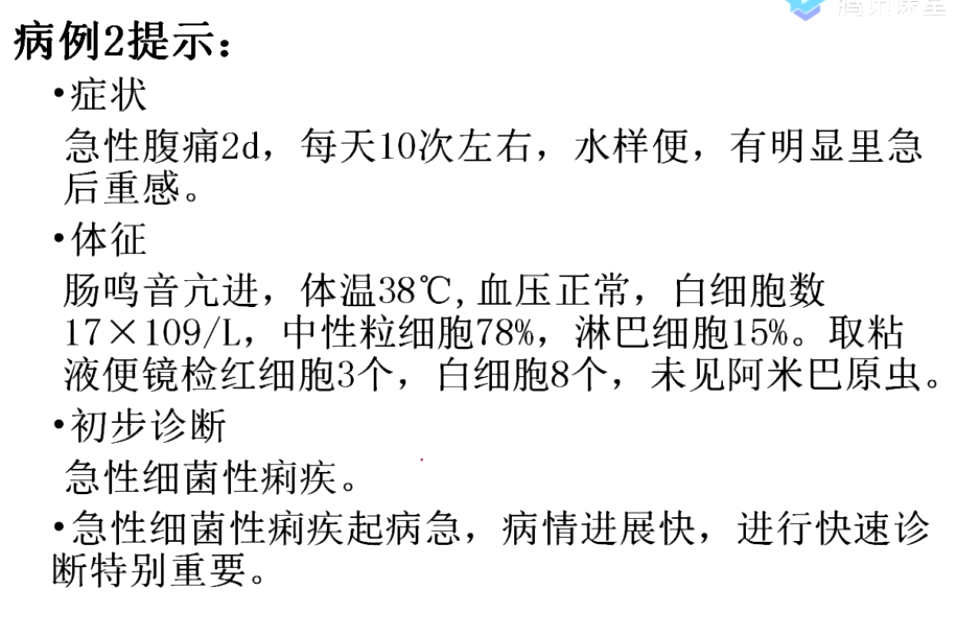 病例2提示：
•症状
急性腹痛2d，每天10次左右，水样便，有明显里急
后重感。
•体征
肠鸣音亢进，体温38℃,血压正常，白细胞数
17×109/L，中性粒细胞78%，淋巴细胞15%。取粘
液便镜检红细胞3个，白细胞8个，未见阿米巴原虫。
•初步诊断
急性细菌性痢疾。
•急性细菌性痢疾起病急，病情进展快，进行快速诊
断特别重要。